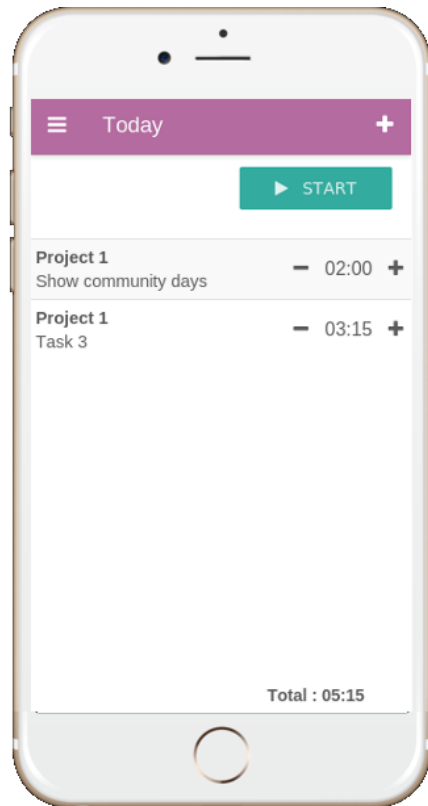 Today
START
Project 1
Show community days
02:00
Project 1
Task 3
03:15
Total : 05:15